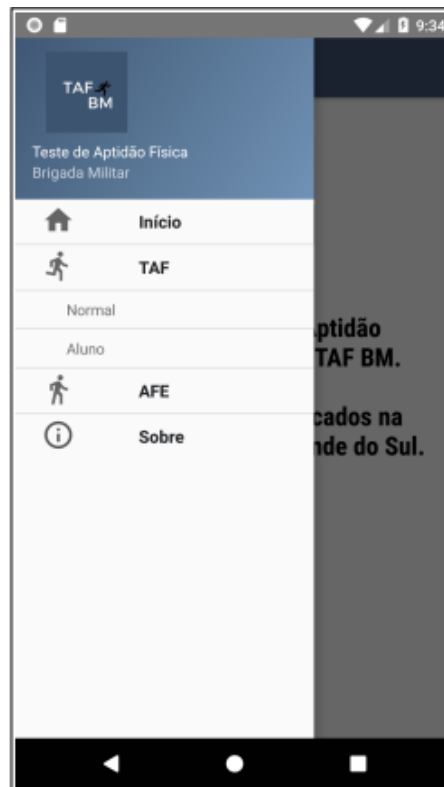 9:34
TAF
BM
Teste de Aptidão Física
Brigada Militar
Início
TAF
Normal
Aluno
AFE
Sobre
ptidão
TAF BM.
cados na
nde do Sul.